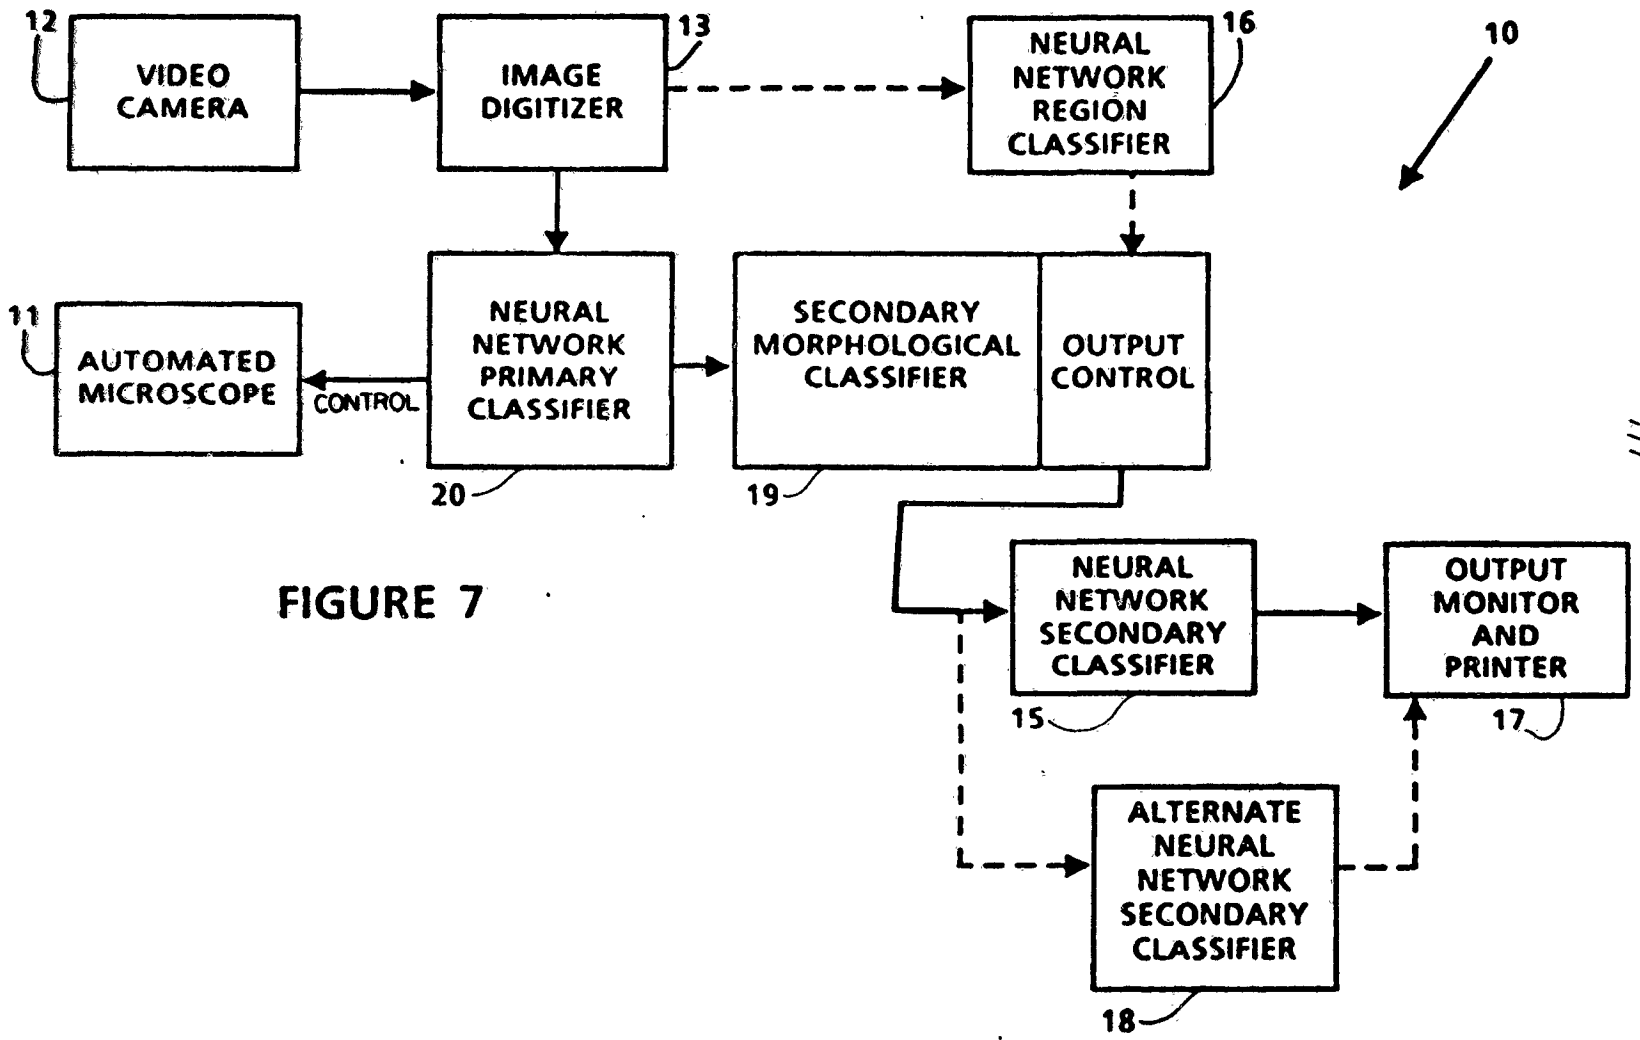 12
VIDEO
CAMERA
13
IMAGE
DIGITIZER
16
NEURAL
NETWORK
REGION
CLASSIFIER
10
11
AUTOMATED
MICROSCOPE
CONTROL
NEURAL
NETWORK
PRIMARY
CLASSIFIER
20
SECONDARY
MORPHOLOGICAL
CLASSIFIER
19
OUTPUT
CONTROL
FIGURE 7
NEURAL
NETWORK
SECONDARY
CLASSIFIER
15
OUTPUT
MONITOR
AND
PRINTER
17
ALTERNATE
NEURAL
NETWORK
SECONDARY
CLASSIFIER
18